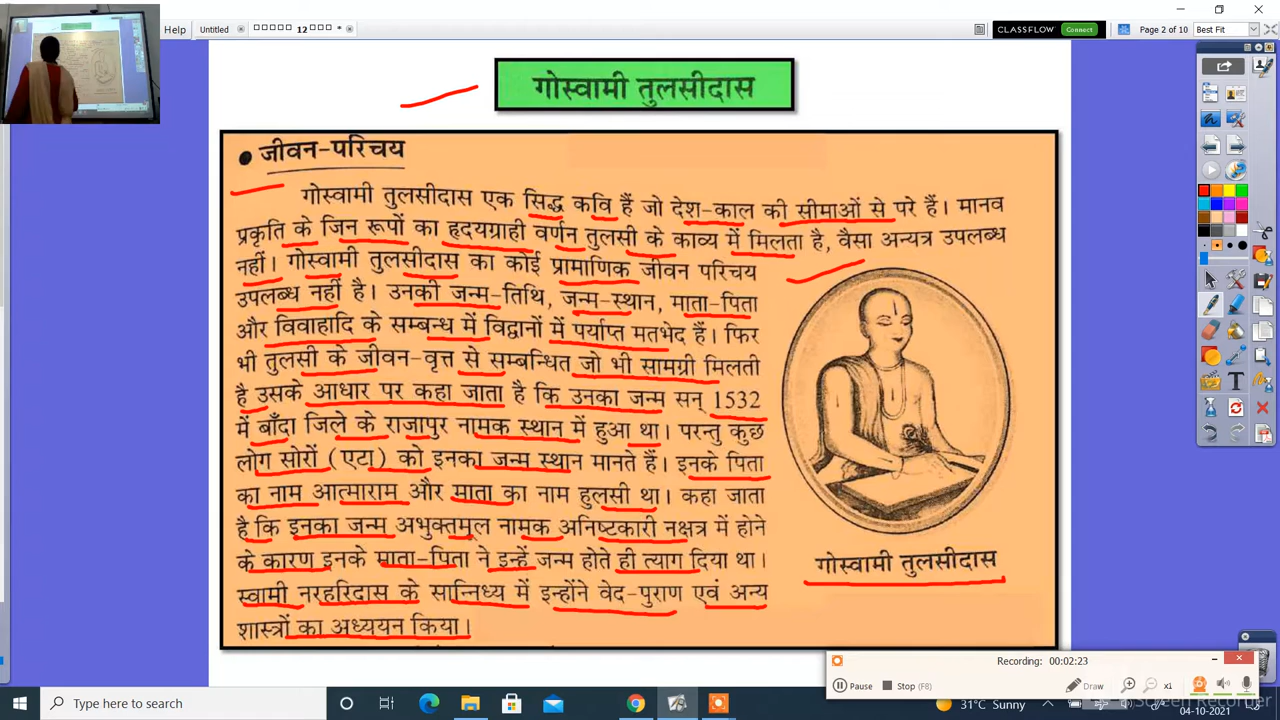 Help
Untitled
12
*
CLASSFLOW
Connect
Page 2 of 10
Best Fit
गोस्वामी तुलसीदास
जीवन-परिचय
गोस्वामी तुलसीदास एक सिद्ध कवि हैं जो देश-काल की सीमाओं से परे हैं। मानव
प्रकृति के जिन रूपों का हृदयग्राही वर्णन तुलसी के काव्य में मिलता है, वैसा अन्यत्र उपलब्ध
नहीं। गोस्वामी तुलसीदास का कोई प्रामाणिक जीवन परिचय
उपलब्ध नहीं है। उनकी जन्म-तिथि, जन्म-स्थान, माता-पिता
और विवाहादि के सम्बन्ध में विद्वानों में पर्याप्त मतभेद हैं। फिर
भी तुलसी के जीवन-वृत्त से सम्बन्धित जो भी सामग्री मिलती
है उसके आधार पर कहा जाता है कि उनका जन्म सन् 1532
में बाँदा जिले के राजापुर नामक स्थान में हुआ था। परन्तु कुछ
लोग सोरों (एटा) को इनका जन्म स्थान मानते हैं। इनके पिता
का नाम आत्माराम और माता का नाम हुलसी था। कहा जाता
है कि इनका जन्म अभुक्तमूल नामक अनिष्टकारी नक्षत्र में होने
के कारण इनके माता-पिता ने इन्हें जन्म होते ही त्याग दिया था।
स्वामी नरहरिदास के सान्निध्य में इन्होंने वेद-पुराण एवं अन्य
शास्त्रों का अध्ययन किया।
गोस्वामी तुलसीदास
Recording: 00:02:23
Pause
Stop (F8)
Draw
x1
Type here to search
31°C Sunny
04-10-2021
Screen Recorder